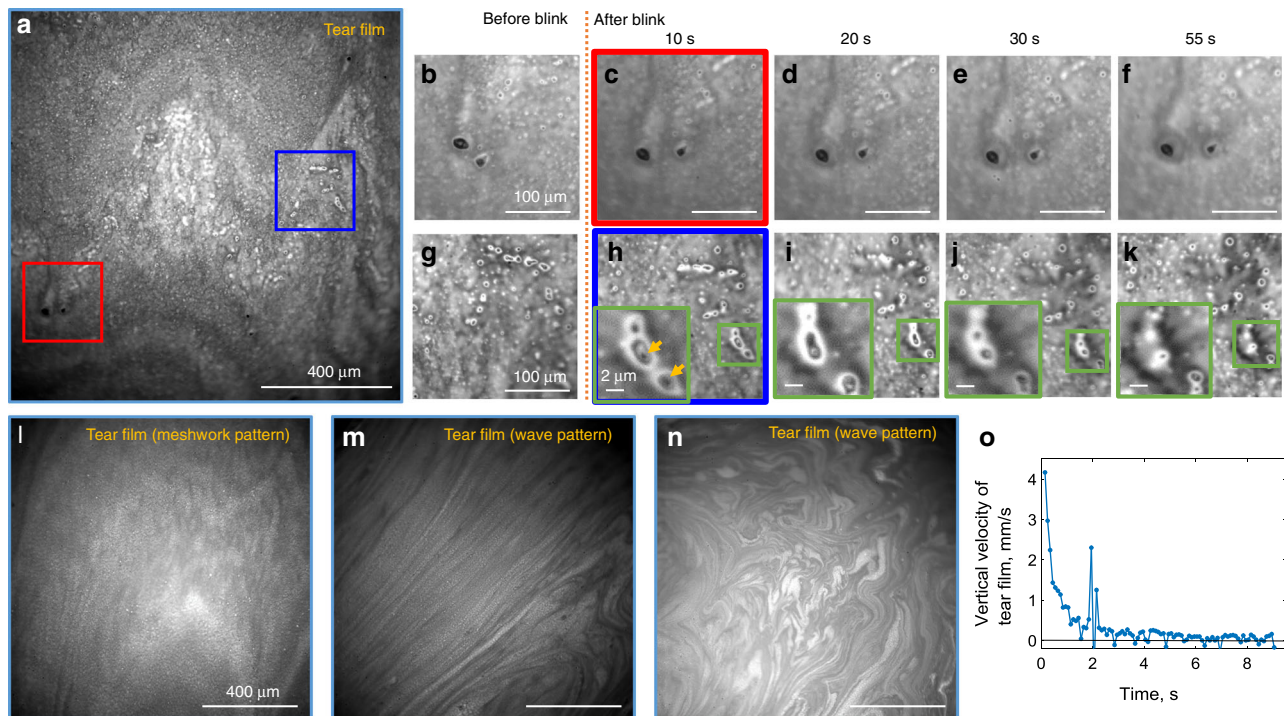 a
Tear film
Before blink
After blink
10 s
20 s
30 s
55 s
b
100 μm
c
d
e
f
g
100 μm
h
2 μm
i
j
k
l
Tear film (meshwork pattern)
400 μm
m
Tear film (wave pattern)
n
Tear film (wave pattern)
400 μm
o
Vertical velocity of
tear film, mm/s
4
3
2
1
0
0
2
4
6
8
Time, s